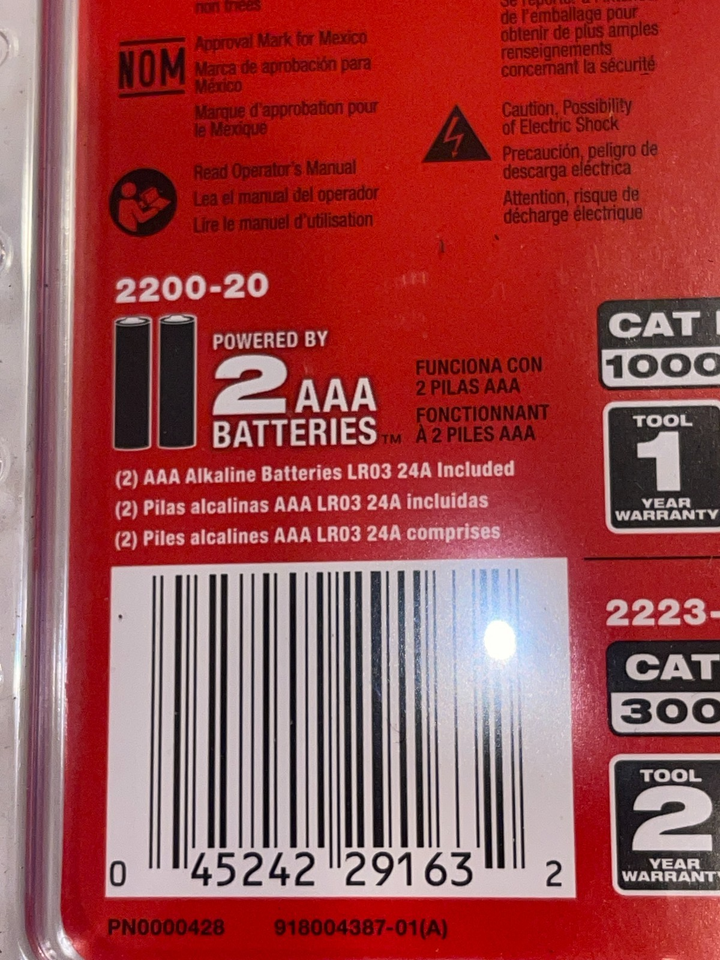 non triées
NOM
Approval Mark for Mexico
Marca de aprobación para
México
Marque d'approbation pour
le Mexique
Read Operator's Manual
Lea el manual del operador
Lire le manuel d'utilisation
de l'emballage pour
obtenir de plus amples
renseignements
concernant la sécurité
Caution, Possibility
of Electric Shock
Precaución, peligro de
descarga eléctrica
Attention, risque de
décharge électrique
2200-20
POWERED BY
2 AAA
BATTERIES™
FUNCIONA CON
2 PILAS AAA
FONCTIONNANT
À 2 PILES AAA
(2) AAA Alkaline Batteries LR03 24A Included
(2) Pilas alcalinas AAA LR03 24A incluidas
(2) Piles alcalines AAA LR03 24A comprises
CAT
1000
TOOL
1
YEAR
WARRANTY
2223-
CAT
300
TOOL
2
YEAR
WARRANTY
0 45242 29163 2
PN0000428 918004387-01(A)